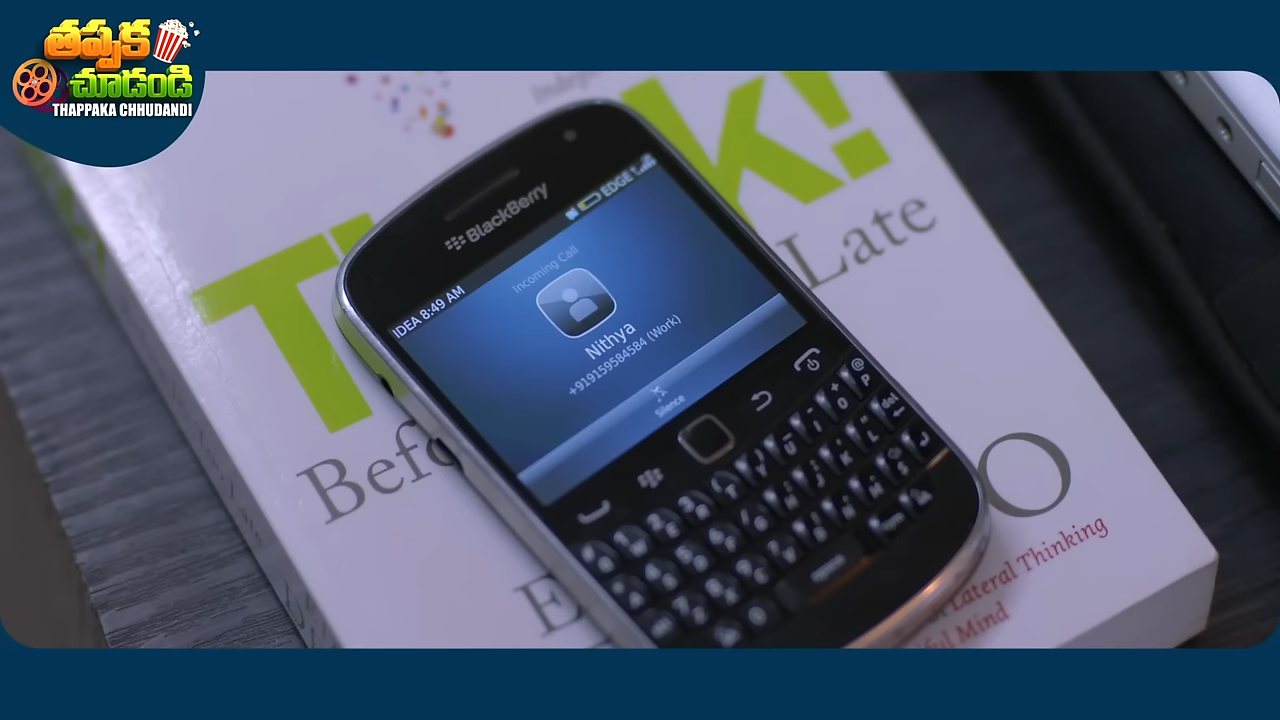 తప్పక
చూడండి
THAPPAKA CHHUDANDI
T k!
Late
Befo
E O
Lateral Thinking
Mind
BlackBerry
IDEA 8:49 AM
EDGE
Incoming Call
Nithya
+919159584584 (Work)
Silence